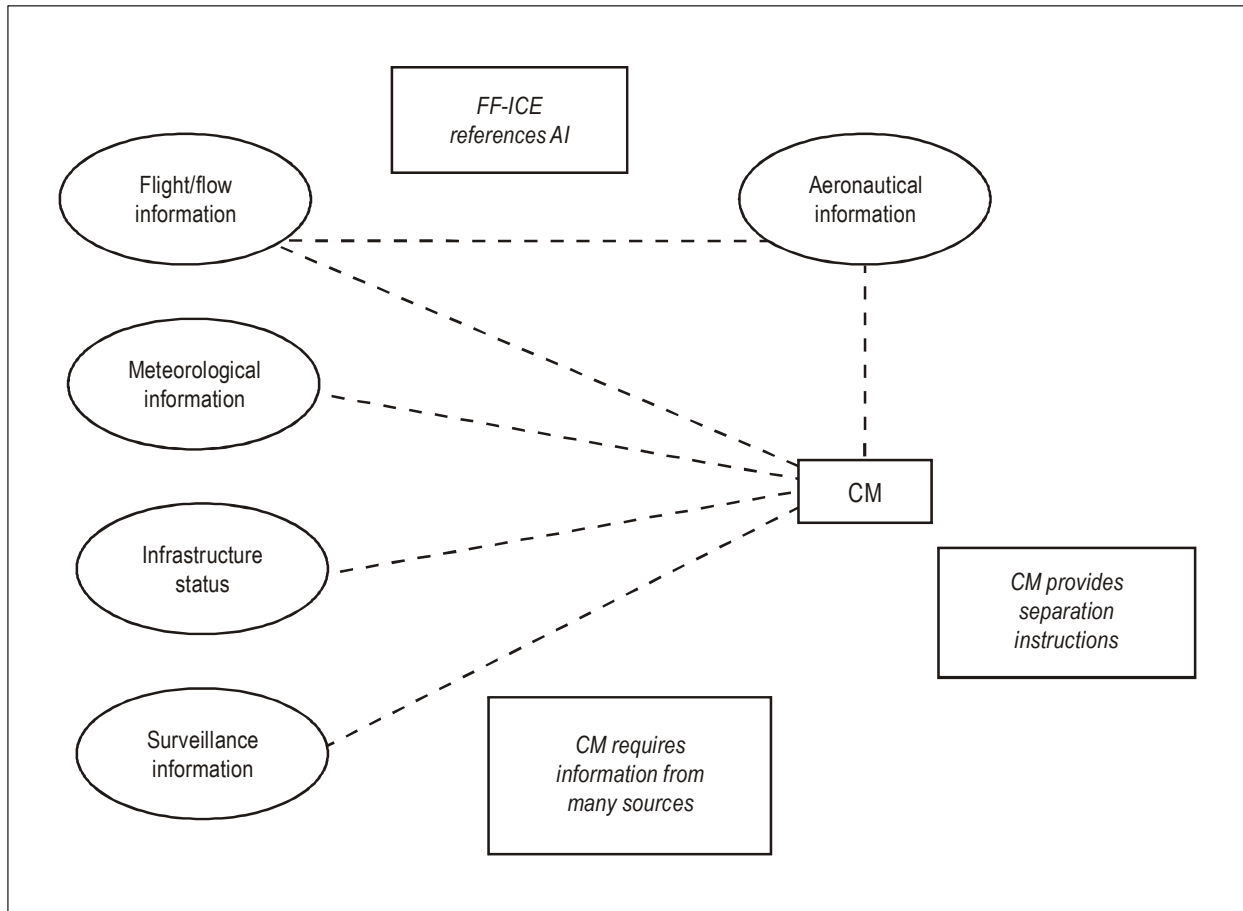 FF-ICE
references AI
Flight/flow
information
Aeronautical
information
Meteorological
information
CM
Infrastructure
status
CM provides
separation
instructions
Surveillance
information
CM requires
information from
many sources